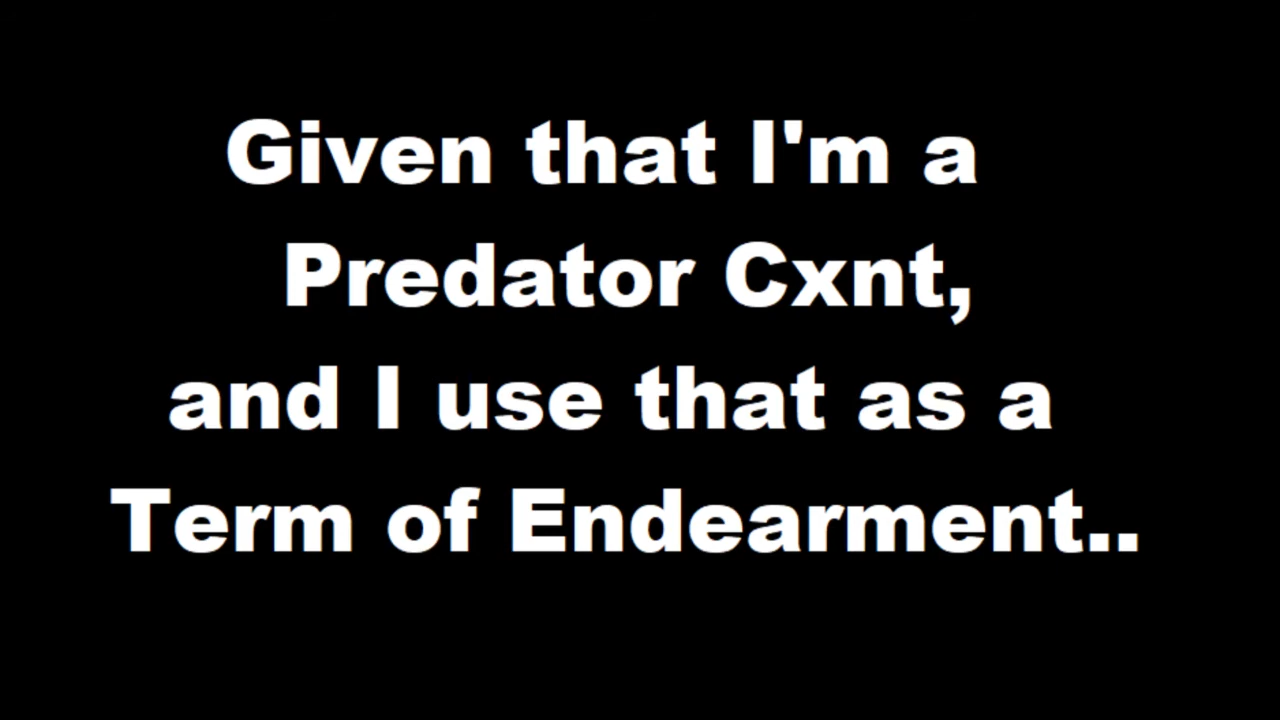 Given that I'm a
Predator Cxnt,
and I use that as a
Term of Endearment..